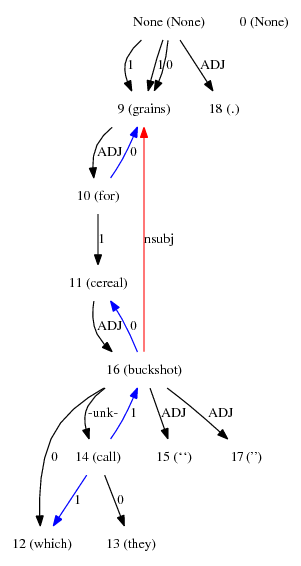 None (None) 0 (None)
1 1 0 ADJ
9 (grains) 18 (.)
ADJ 0
10 (for)
1 nsubj
11 (cereal)
ADJ 0
16 (buckshot)
0 -unk- 1 ADJ ADJ
14 (call) 15 (‘‘) 17 (’’)
1 0
12 (which) 13 (they)